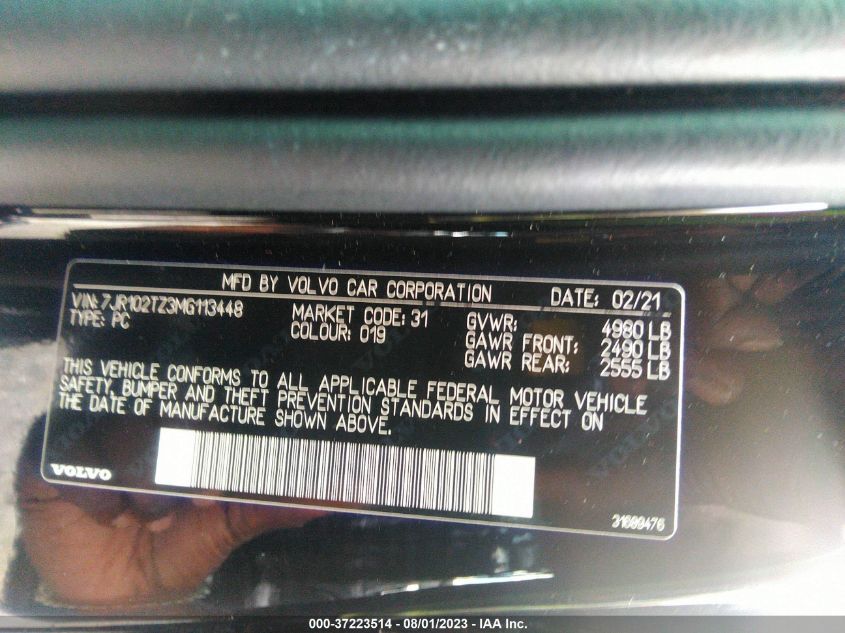 MFD BY VOLVO CAR CORPORATION DATE: 02/21
VIN: 7JR102TZ3MG113448
TYPE: PC
MARKET CODE: 31
COLOUR: 019
GVWR: 4980 LB
GAWR FRONT: 2490 LB
GAWR REAR: 2555 LB
THIS VEHICLE CONFORMS TO ALL APPLICABLE FEDERAL MOTOR VEHICLE
SAFETY, BUMPER AND THEFT PREVENTION STANDARDS IN EFFECT ON
THE DATE OF MANUFACTURE SHOWN ABOVE.
VOLVO
31699476
000-37223514 - 08/01/2023 - IAA Inc.